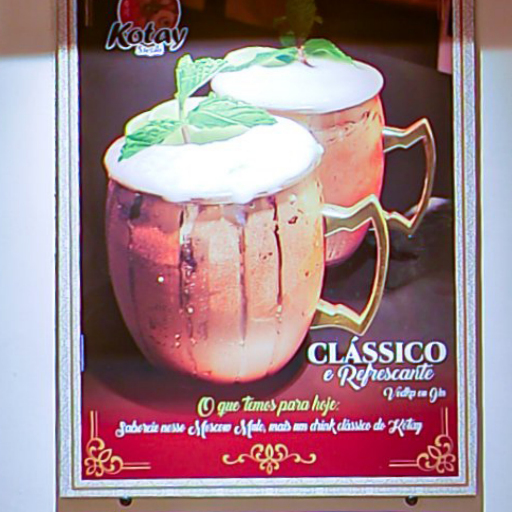 Kotay
Sushi
CLÁSSICO
e Refrescante
Vodka ou Gin
O que temos para hoje:
Saboreie nosso Moscow Mule, mais um drink clássico do Kotay